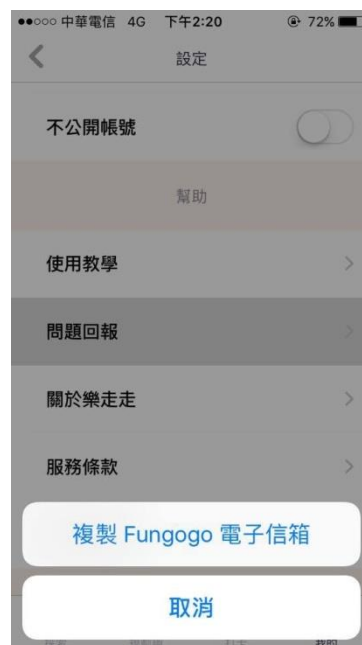 中華電信 4G 下午2:20 72%
設定
不公開帳號
幫助
使用教學
問題回報
關於樂走走
服務條款
複製 Fungogo 電子信箱
取消
我的